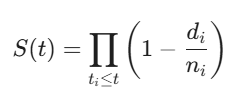 S(t) = ∏_{t_i ≤ t} (1 − d_i / n_i)